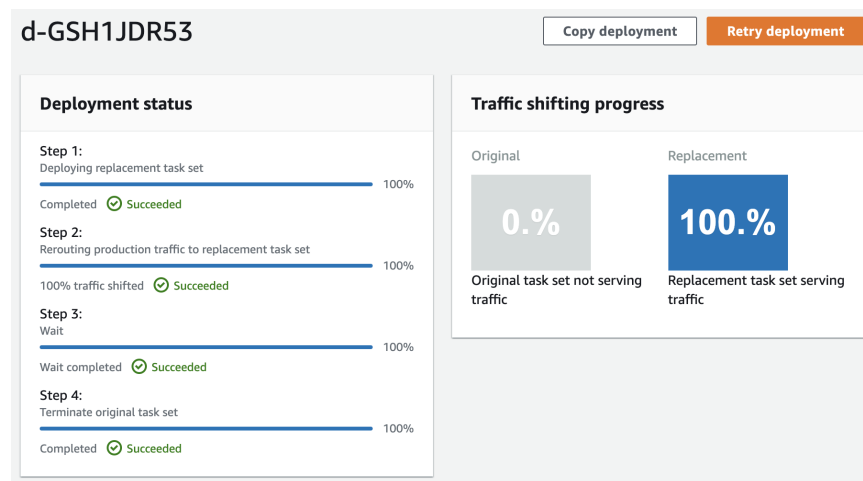 d-GSH1JDR53
Copy deployment
Retry deployment
Deployment status
Step 1:
Deploying replacement task set
100%
Completed Succeeded
Step 2:
Rerouting production traffic to replacement task set
100%
100% traffic shifted Succeeded
Step 3:
Wait
100%
Wait completed Succeeded
Step 4:
Terminate original task set
100%
Completed Succeeded
Traffic shifting progress
Original
0.%
Original task set not serving
traffic
Replacement
100.%
Replacement task set serving
traffic